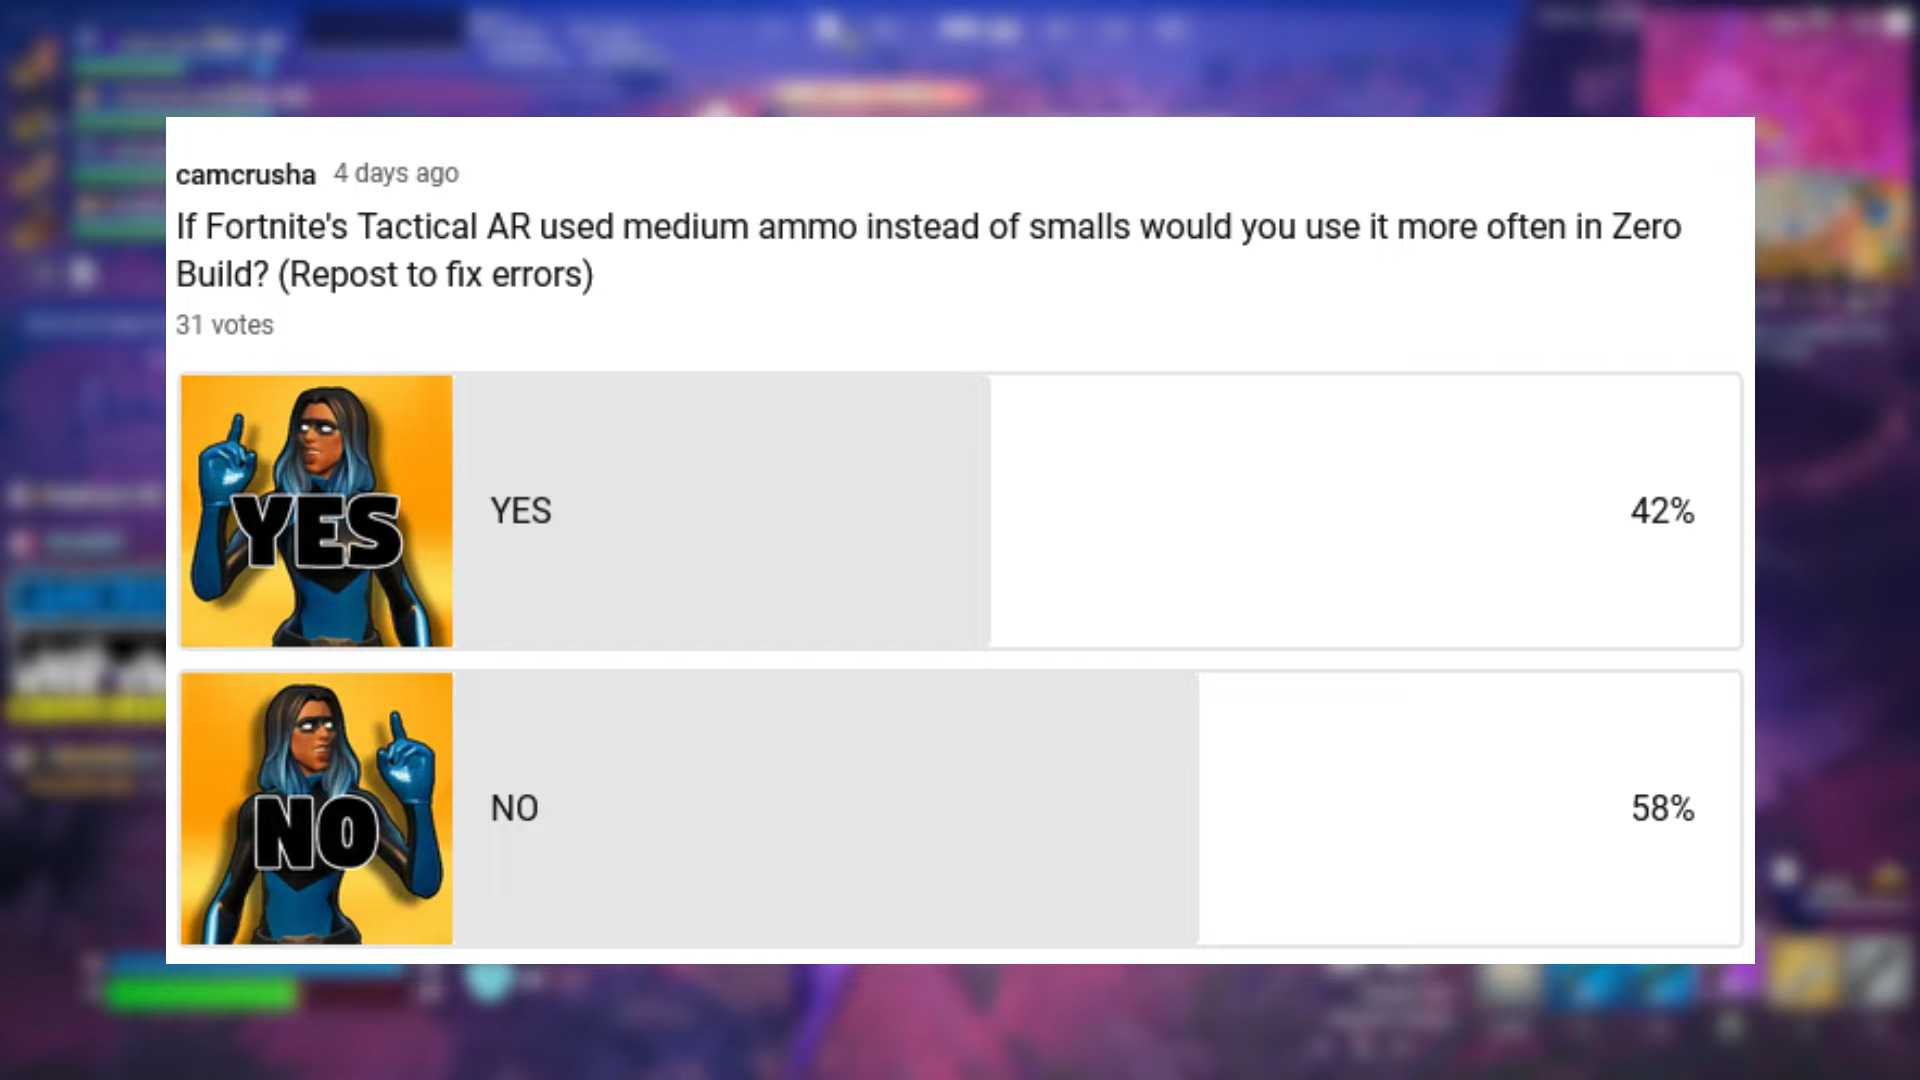 camcrusha 4 days ago
If Fortnite's Tactical AR used medium ammo instead of smalls would you use it more often in Zero
Build? (Repost to fix errors)
31 votes
YES
YES 42%
NO
NO 58%